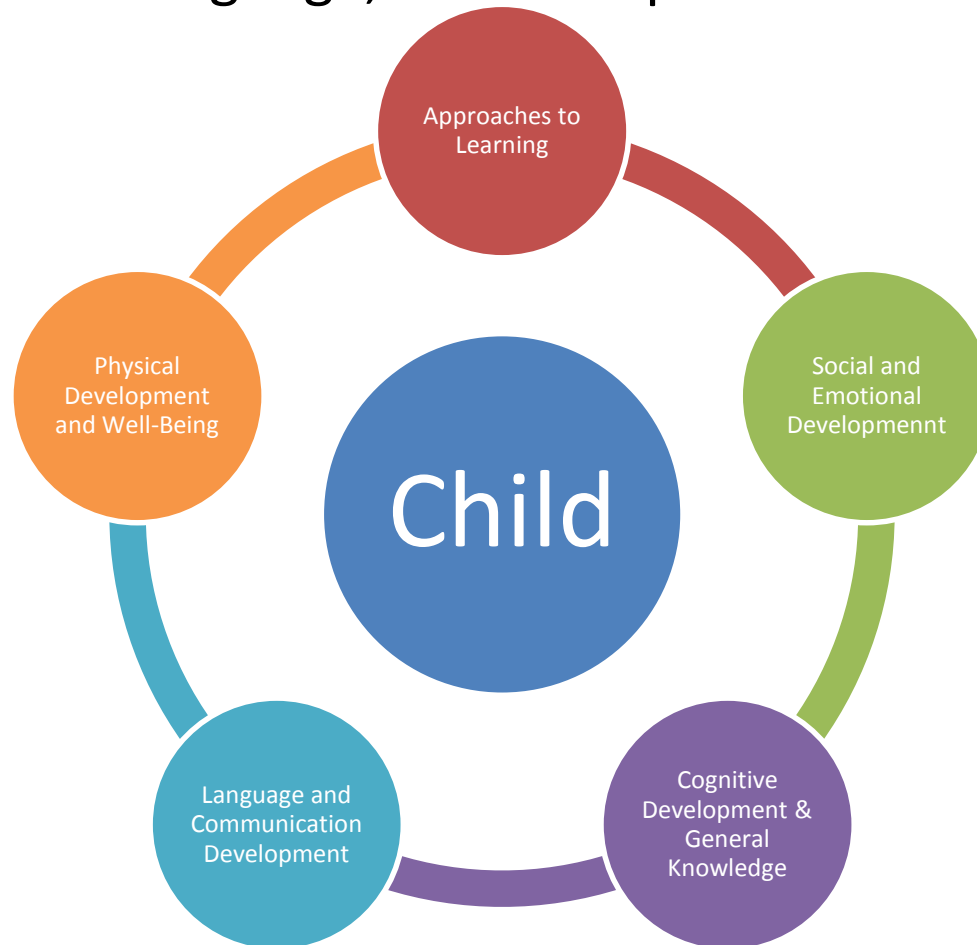 Approaches to
Learning
Social and
Emotional
Developmennt
Cognitive
Development &
General
Knowledge
Language and
Communication
Development
Physical
Development
and Well-Being
Child